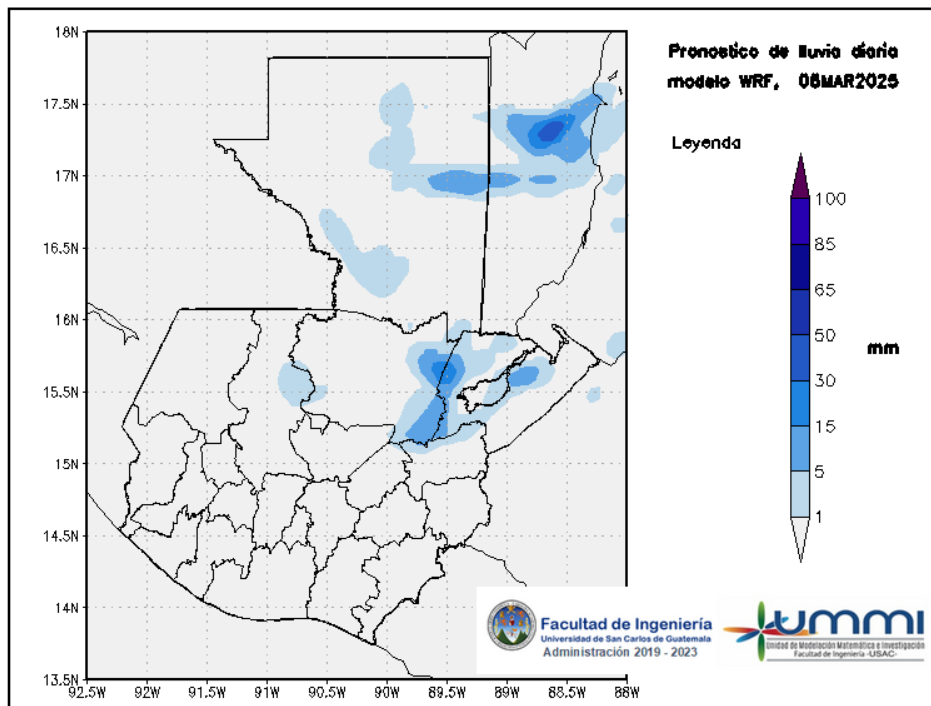 Pronostico de lluvia diaria
modelo WRF, 06MAR2025
Leyenda
100
85
65
50
30
15
5
1
mm
18N
17.5N
17N
16.5N
16N
15.5N
15N
14.5N
14N
13.5N
92.5W
92W
91.5W
91W
90.5W
90W
89.5W
89W
88.5W
88W
Facultad de Ingeniería
Universidad de San Carlos de Guatemala
Administración 2019 - 2023
ummi
Unidad de Modelación Matemática e Investigación
Facultad de Ingeniería -USAC-